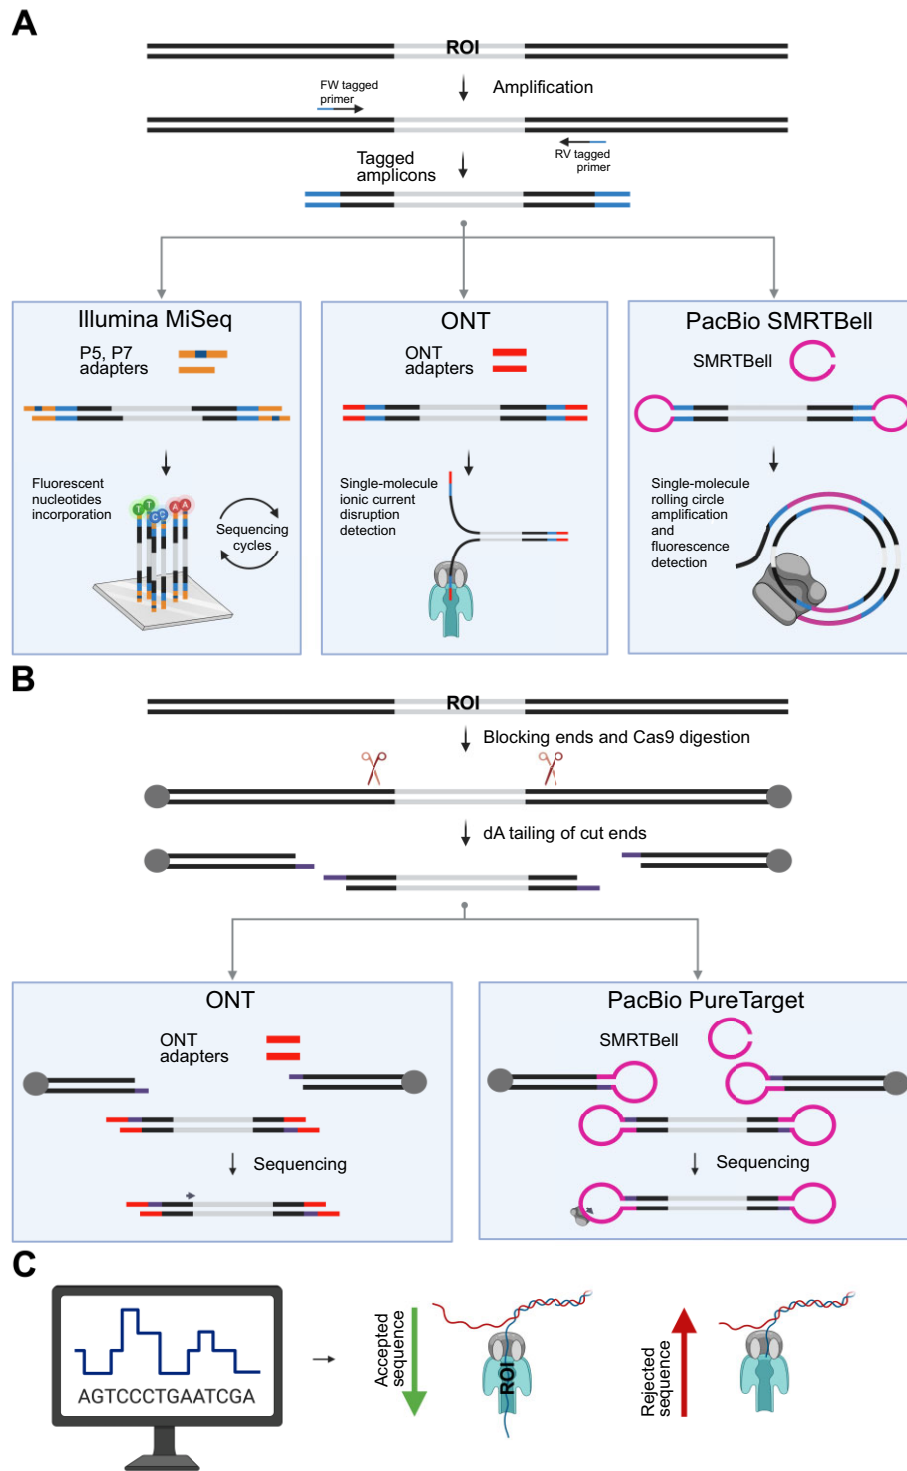 A
ROI
FW tagged
primer
Amplification
RV tagged
primer
Tagged
amplicons
Illumina MiSeq
P5, P7
adapters
Fluorescent
nucleotides
incorporation
T T C C A A
Sequencing
cycles
ONT
ONT
adapters
Single-molecule
ionic current
disruption
detection
PacBio SMRTBell
SMRTBell
Single-molecule
rolling circle
amplification
and
fluorescence
detection
B
ROI
Blocking ends and Cas9 digestion
dA tailing of cut ends
ONT
ONT
adapters
Sequencing
PacBio PureTarget
SMRTBell
Sequencing
C
AGTCCCTGAATCGA
Accepted
sequence
ROI
Rejected
sequence